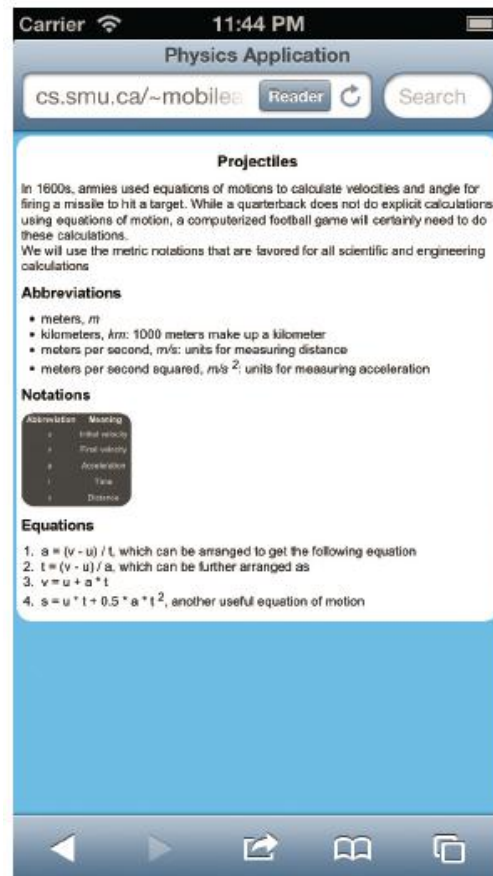 Carrier 11:44 PM
Physics Application
cs.smu.ca/~mobilea Reader Search
Projectiles
In 1600s, armies used equations of motions to calculate velocities and angle for
firing a missile to hit a target. While a quarterback does not do explicit calculations
using equations of motion, a computerized football game will certainly need to do
these calculations.
We will use the metric notations that are favored for all scientific and engineering
calculations
Abbreviations
• meters, m
• kilometers, km: 1000 meters make up a kilometer
• meters per second, m/s: units for measuring distance
• meters per second squared, m/s ²: units for measuring acceleration
Notations
Abbreviation Meaning
Initial velocity
Final velocity
a Acceleration
t Time
s Distance
Equations
1. a = (v - u) / t, which can be arranged to get the following equation
2. t = (v - u) / a, which can be further arranged as
3. v = u + a * t
4. s = u * t + 0.5 * a * t ², another useful equation of motion